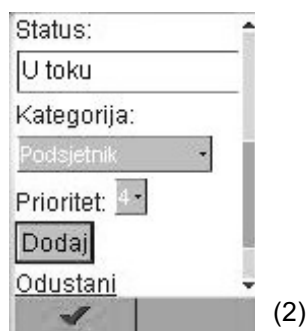 Status:
U toku
Kategorija:
Podsjetnik
Prioritet: 4
Dodaj
Odustani
(2)